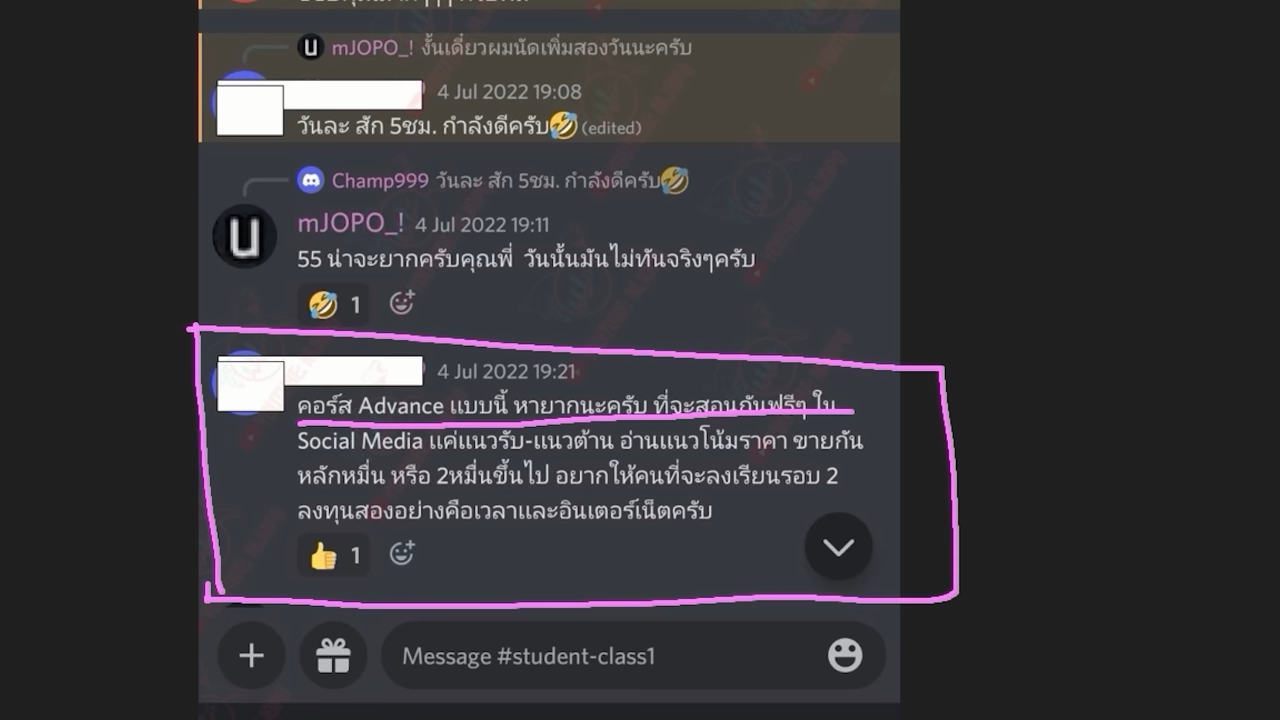 mJOPO_! งั้นเดี๋ยวผมนัดเพิ่มสองวันนะครับ
4 Jul 2022 19:08
วันละ สัก 5ชม. กำลังดีครับ🤣 (edited)
Champ999 วันละ สัก 5ชม. กำลังดีครับ🤣
mJOPO_! 4 Jul 2022 19:11
55 น่าจะยากครับคุณพี่ วันนั้นมันไม่ทันจริงๆครับ
🤣 1
4 Jul 2022 19:21
คอร์ส Advance แบบนี้ หายากนะครับ ที่จะสอนกันฟรีๆ ใน
Social Media แค่แนวรับ-แนวต้าน อ่านแนวโน้มราคา ขายกัน
หลักหมื่น หรือ 2หมื่นขึ้นไป อยากให้คนที่จะลงเรียนรอบ 2
ลงทุนสองอย่างคือเวลาและอินเตอร์เน็ตครับ
👍 1
Message #student-class1